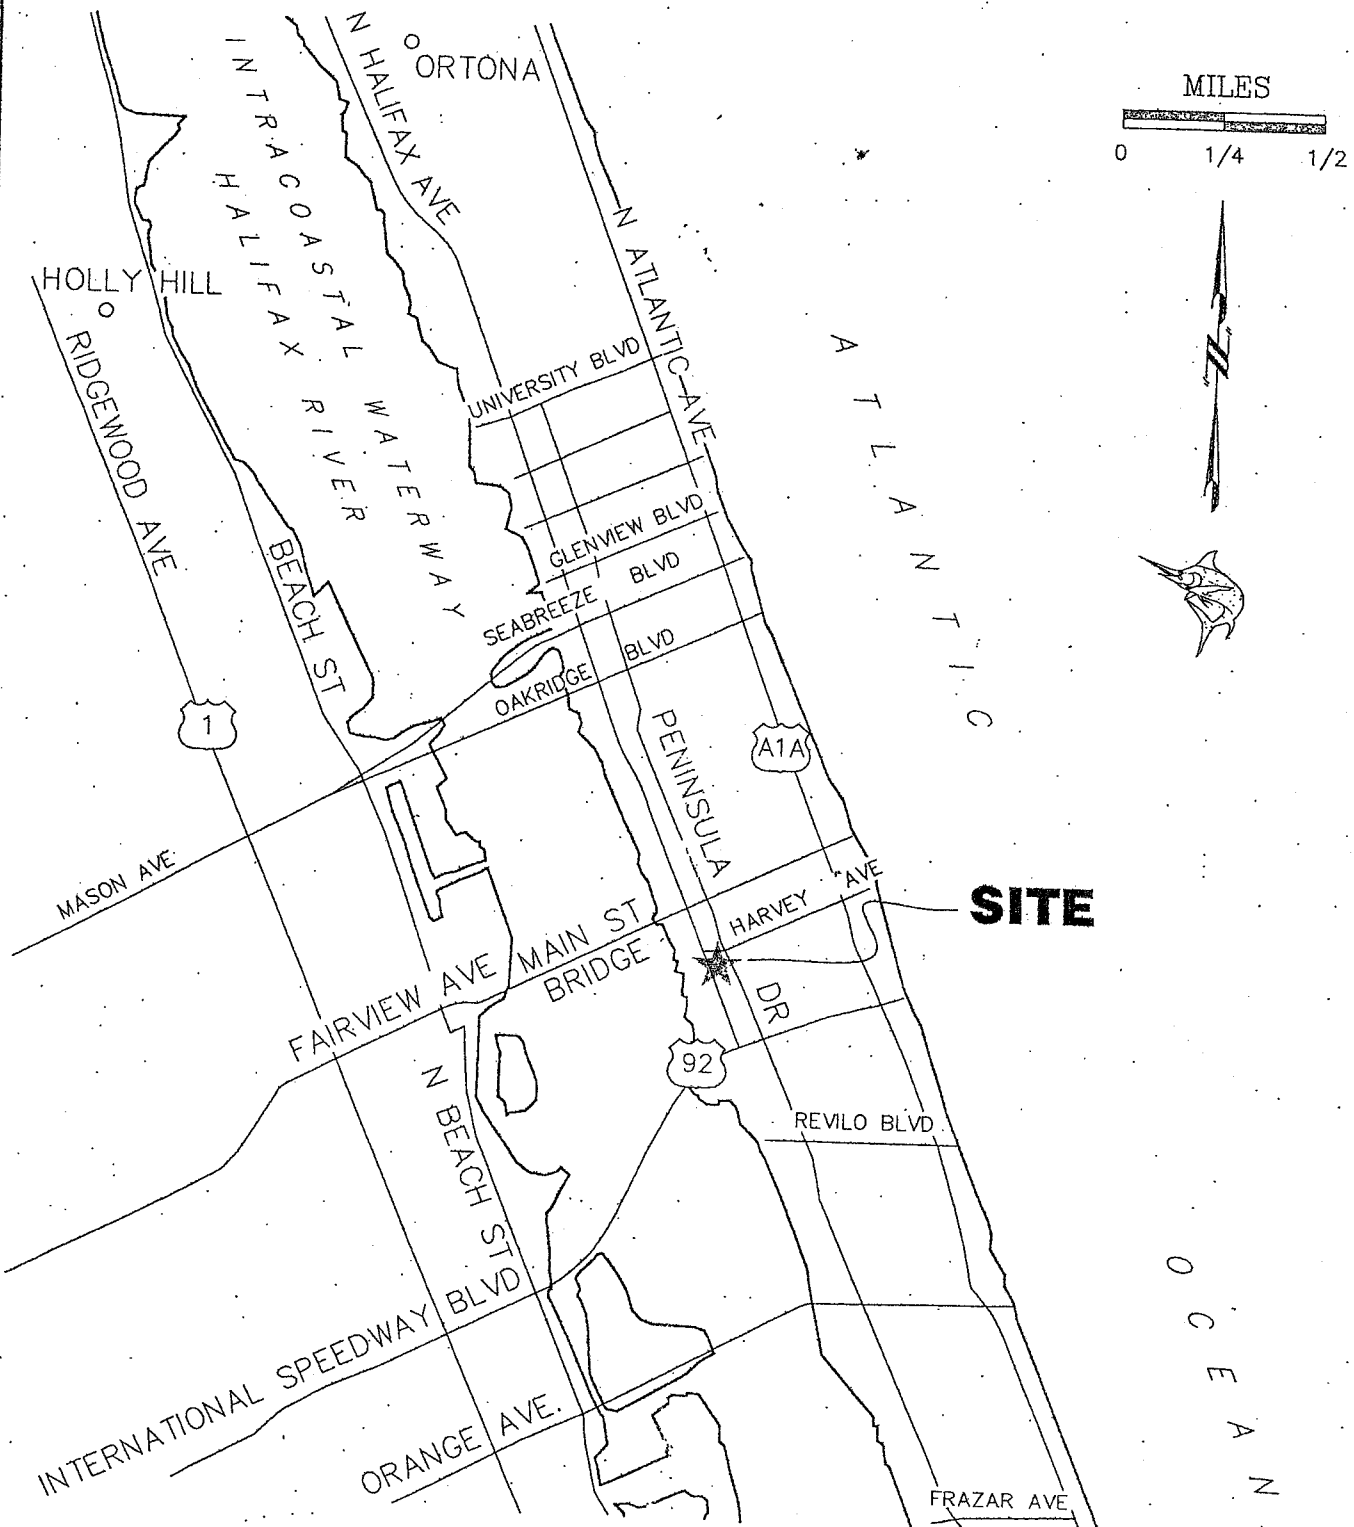 N HALIFAX AVE
ORTONA
INTRACOASTAL WATERWAY
HALIFAX RIVER
MILES
0 1/4 1/2
N ATLANTIC AVE
HOLLY HILL
RIDGEWOOD AVE
UNIVERSITY BLVD
ATLANTIC
N
BEACH ST
GLENVIEW BLVD
SEABREEZE BLVD
OAKRIDGE BLVD
1
PENINSULA
A1A
MASON AVE
HARVEY AVE
SITE
MAIN ST
BRIDGE
FAIRVIEW AVE
DR
92
N BEACH ST
REVILO BLVD
OCEAN
INTERNATIONAL SPEEDWAY BLVD
ORANGE AVE.
FRAZAR AVE